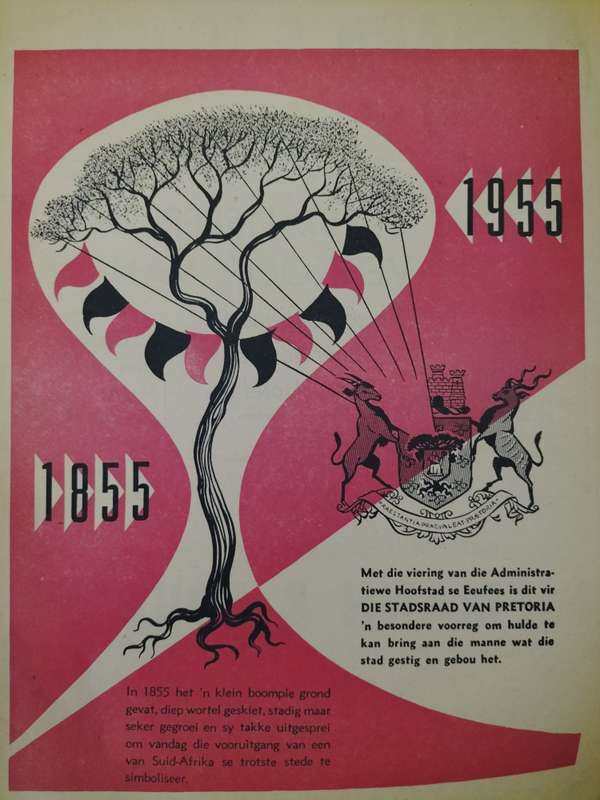 1955
1855
PRAESTANTIA PRAEVALEAT PRETORIA
Met die viering van die Administra-
tiewe Hoofstad se Eeufees is dit vir
DIE STADSRAAD VAN PRETORIA
'n besondere voorreg om hulde te
kan bring aan die manne wat die
stad gestig en gebou het.
In 1855 het 'n klein boompie grond
gevat, diep wortel geskiet, stadig maar
seker gegroei en sy takke uitgesprei
om vandag die vooruitgang van een
van Suid-Afrika se trotste stede te
simboliseer.